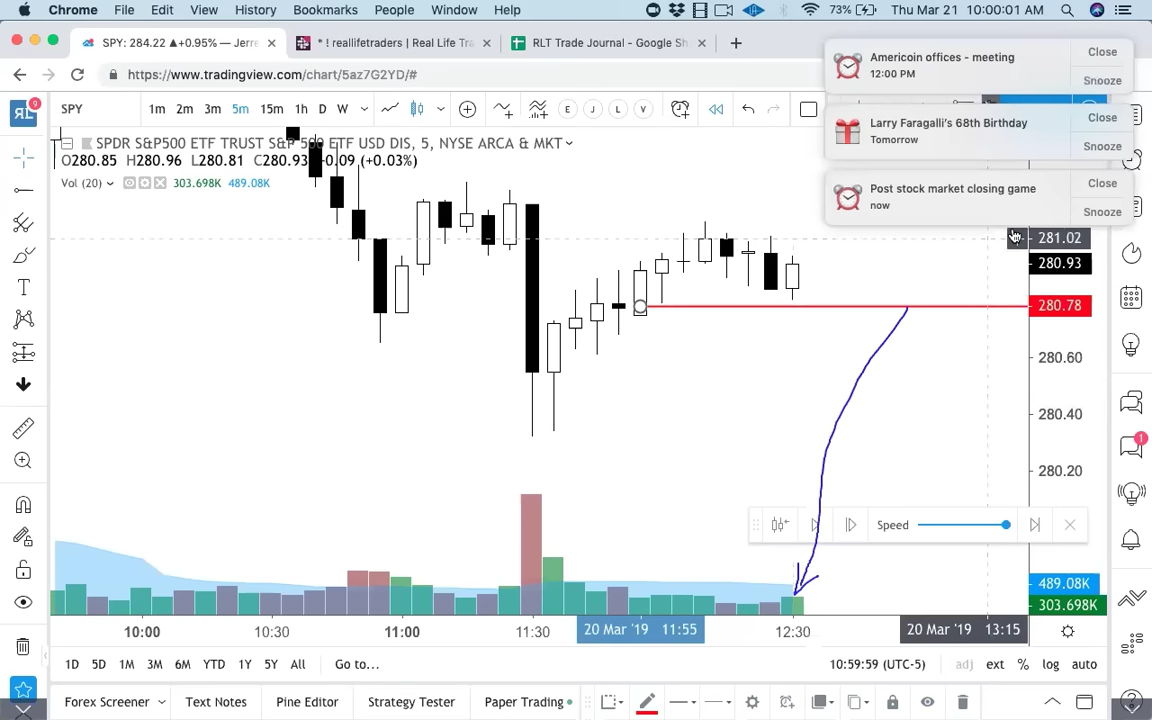 Chrome File Edit View History Bookmarks People Window Help 73% Thu Mar 21 10:00:01 AM
SPY: 284.22 ▲+0.95% — Jerre × * ! reallifetraders | Real Life Tra × RLT Trade Journal - Google Sh × +
https://www.tradingview.com/chart/5az7G2YD/#
Americoin offices - meeting Close
12:00 PM Snooze
Larry Faragalli's 68th Birthday Close
Tomorrow Snooze
Post stock market closing game Close
now Snooze
RL 9 SPY 1m 2m 3m 5m 15m 1h D W E J L V
SPDR S&P500 ETF TRUST S&P 500 ETF USD DIS, 5, NYSE ARCA & MKT
O280.85 H280.96 L280.81 C280.93 +0.09 (+0.03%)
Vol (20) 303.698K 489.08K
281.02
280.93
280.78
280.60
280.40
280.20
1
Speed
489.08K
303.698K
10:00 10:30 11:00 11:30 20 Mar '19 11:55 12:30 20 Mar '19 13:15
1D 5D 1M 3M 6M YTD 1Y 5Y All Go to... 10:59:59 (UTC-5) adj ext % log auto
Forex Screener Text Notes Pine Editor Strategy Tester Paper Trading